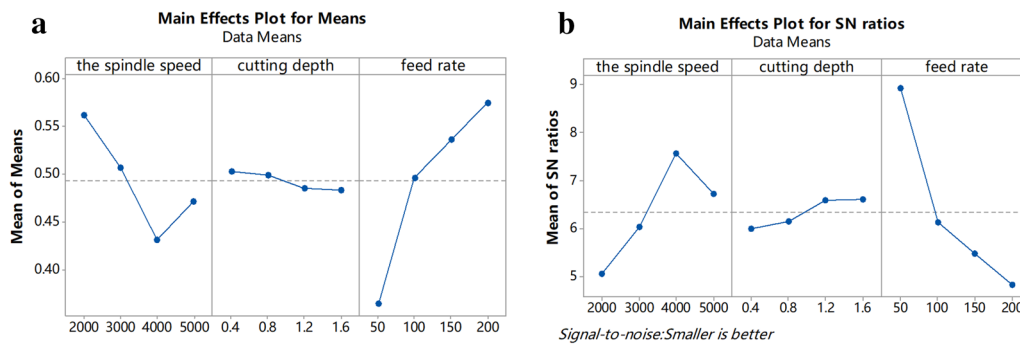 a
Main Effects Plot for Means
Data Means
the spindle speed cutting depth feed rate
Mean of Means
0.60
0.55
0.50
0.45
0.40
2000 3000 4000 5000 0.4 0.8 1.2 1.6 50 100 150 200
b
Main Effects Plot for SN ratios
Data Means
the spindle speed cutting depth feed rate
Mean of SN ratios
9
8
7
6
5
2000 3000 4000 5000 0.4 0.8 1.2 1.6 50 100 150 200
Signal-to-noise:Smaller is better